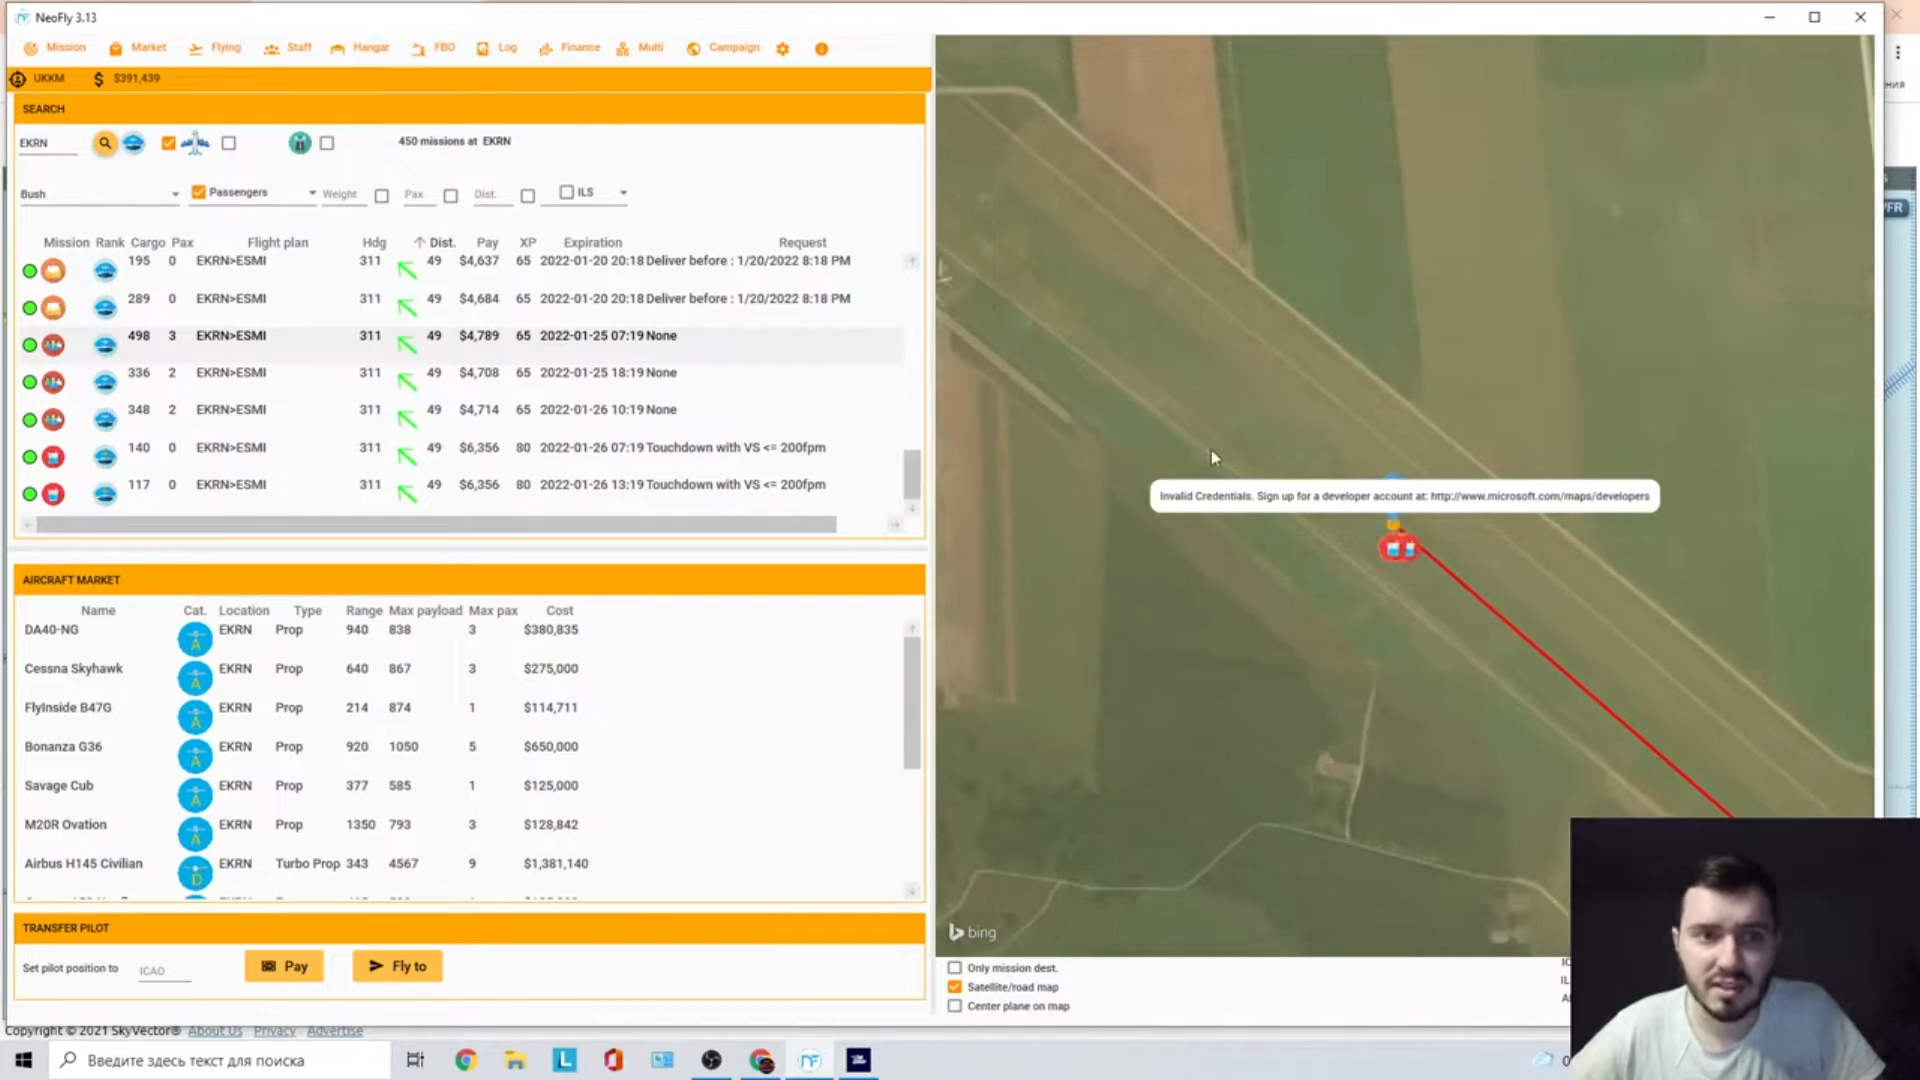 NeoFly 3.13
Mission Market Flying Staff Hangar FBO Log Finance Multi Campaign
UKKM $ $391,439
SEARCH
EKRN 450 missions at EKRN
Bush Passengers Weight Pax Dist. ILS
Mission Rank Cargo Pax Flight plan Hdg Dist. Pay XP Expiration Request
195 0 EKRN>ESMI 311 49 $4,637 65 2022-01-20 20:18 Deliver before : 1/20/2022 8:18 PM
289 0 EKRN>ESMI 311 49 $4,684 65 2022-01-20 20:18 Deliver before : 1/20/2022 8:18 PM
498 3 EKRN>ESMI 311 49 $4,789 65 2022-01-25 07:19 None
336 2 EKRN>ESMI 311 49 $4,708 65 2022-01-25 18:19 None
348 2 EKRN>ESMI 311 49 $4,714 65 2022-01-26 10:19 None
140 0 EKRN>ESMI 311 49 $6,356 80 2022-01-26 07:19 Touchdown with VS <= 200fpm
117 0 EKRN>ESMI 311 49 $6,356 80 2022-01-26 13:19 Touchdown with VS <= 200fpm
AIRCRAFT MARKET
Name Cat. Location Type Range Max payload Max pax Cost
DA40-NG A EKRN Prop 940 838 3 $380,835
Cessna Skyhawk A EKRN Prop 640 867 3 $275,000
FlyInside B47G A EKRN Prop 214 874 1 $114,711
Bonanza G36 A EKRN Prop 920 1050 5 $650,000
Savage Cub A EKRN Prop 377 585 1 $125,000
M20R Ovation A EKRN Prop 1350 793 3 $128,842
Airbus H145 Civilian D EKRN Turbo Prop 343 4567 9 $1,381,140
TRANSFER PILOT
Set pilot position to ICAO Pay Fly to
Invalid Credentials. Sign up for a developer account at: http://www.microsoft.com/maps/developers
bing
Only mission dest.
Satellite/road map
Center plane on map
ния
/FR
Copyright © 2021 SkyVector® About Us Privacy Advertise
Введите здесь текст для поиска